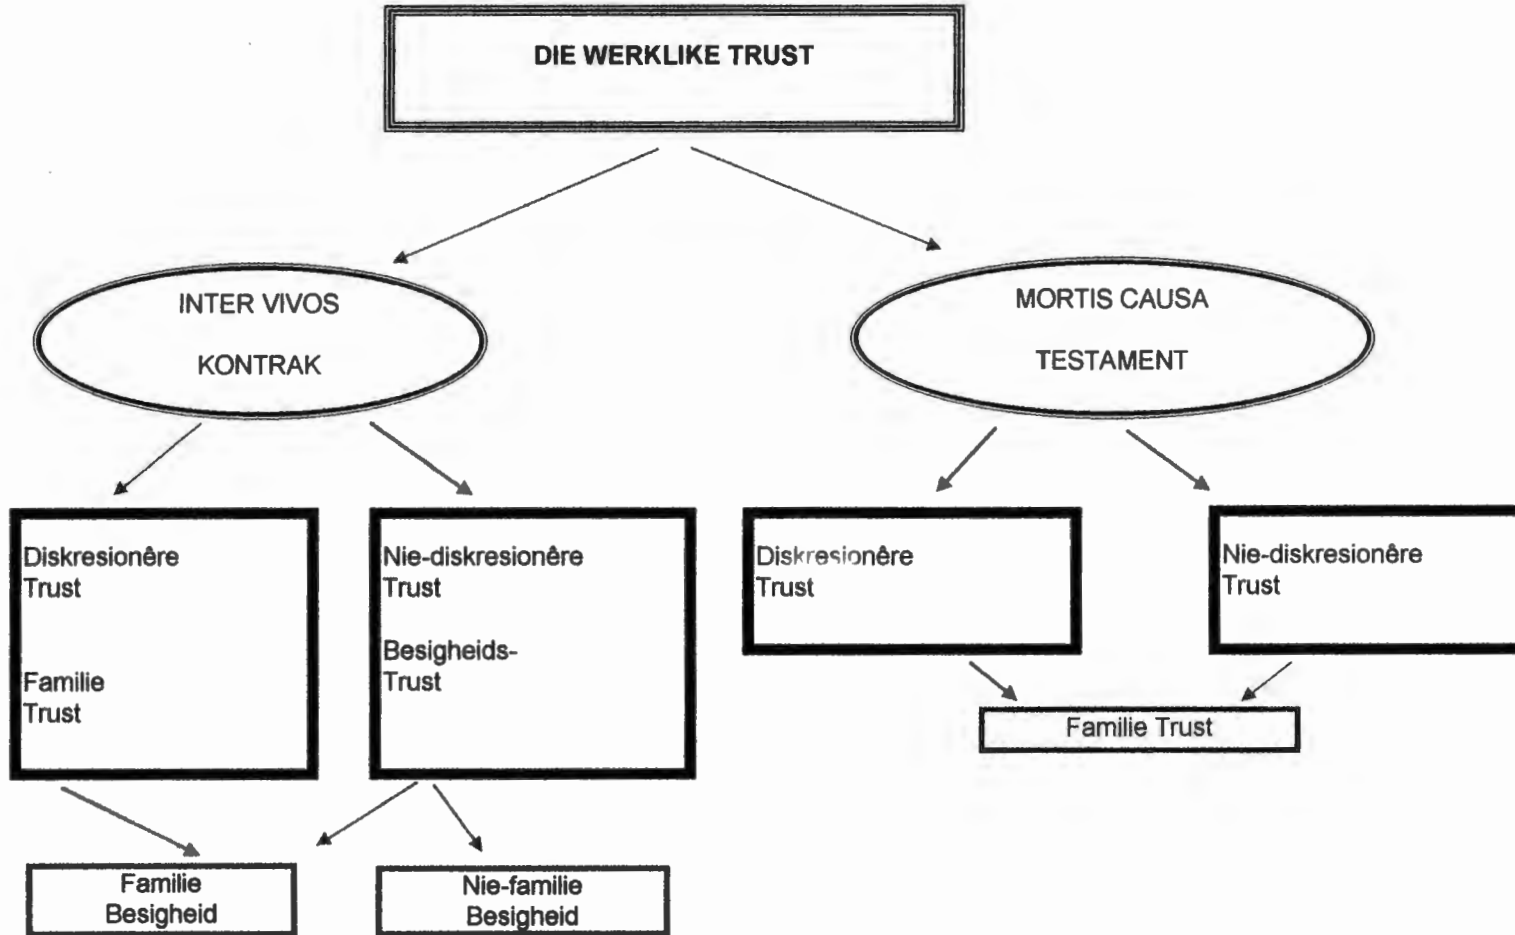 DIE WERKLIKE TRUST
INTER VIVOS
KONTRAK
MORTIS CAUSA
TESTAMENT
Diskresionêre
Trust
Familie
Trust
Nie-diskresionêre
Trust
Besigheids-
Trust
Diskresionêre
Trust
Nie-diskresionêre
Trust
Familie Trust
Familie
Besigheid
Nie-familie
Besigheid